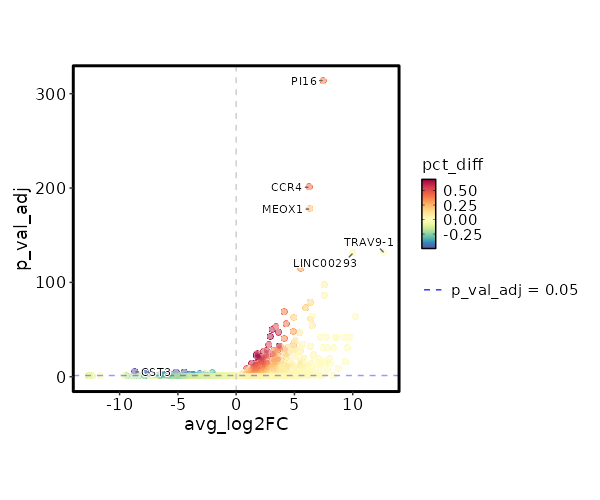 PI16
CCR4
MEOX1
TRAV9-1
LINC00293
CST3
300
200
100
0
-10
-5
0
5
10
p_val_adj
avg_log2FC
pct_diff
0.50
0.25
0.00
-0.25
p_val_adj = 0.05